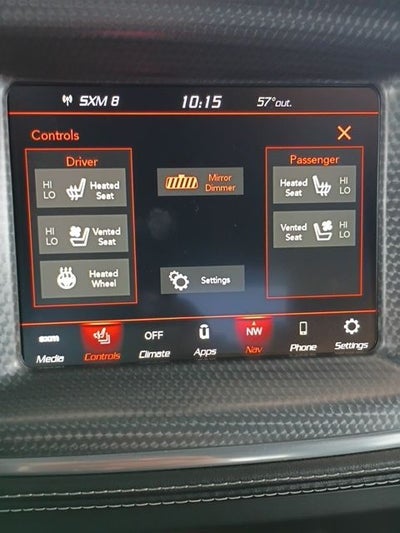 SXM 8 10:15 57°out.
Controls
Driver
HI
LO
Heated
Seat
HI
LO
Vented
Seat
Heated
Wheel
Mirror
Dimmer
Settings
Passenger
Heated
Seat
HI
LO
Vented
Seat
HI
LO
sxm
Media
Controls
OFF
Climate
Apps
NW
Nav
Phone
Settings